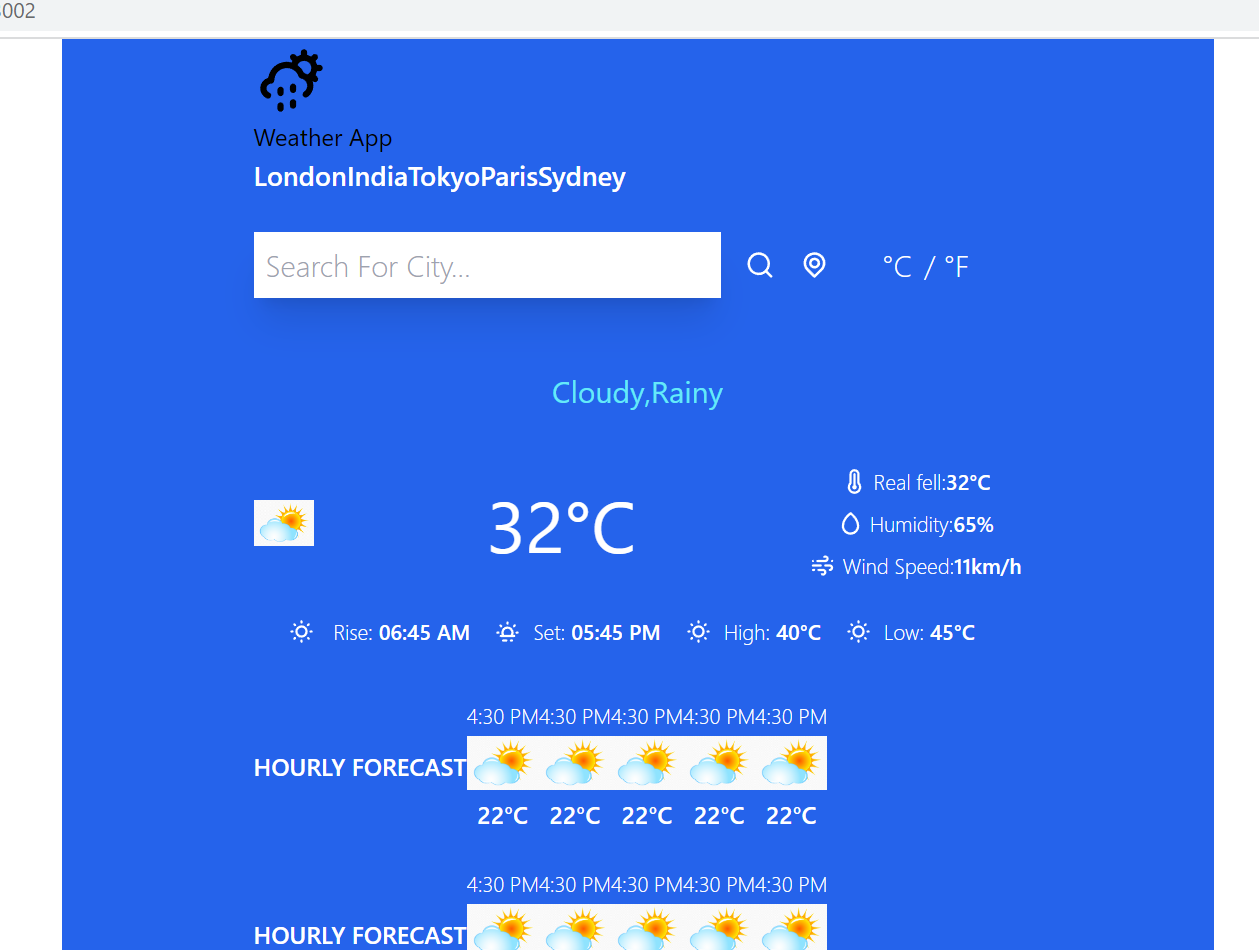 002
Weather App
LondonIndiaTokyoParisSydney
Search For City...
°C / °F
Cloudy,Rainy
32°C
Real fell:32°C
Humidity:65%
Wind Speed:11km/h
Rise: 06:45 AM Set: 05:45 PM High: 40°C Low: 45°C
4:30 PM4:30 PM4:30 PM4:30 PM4:30 PM
HOURLY FORECAST
22°C 22°C 22°C 22°C 22°C
4:30 PM4:30 PM4:30 PM4:30 PM4:30 PM
HOURLY FORECAST